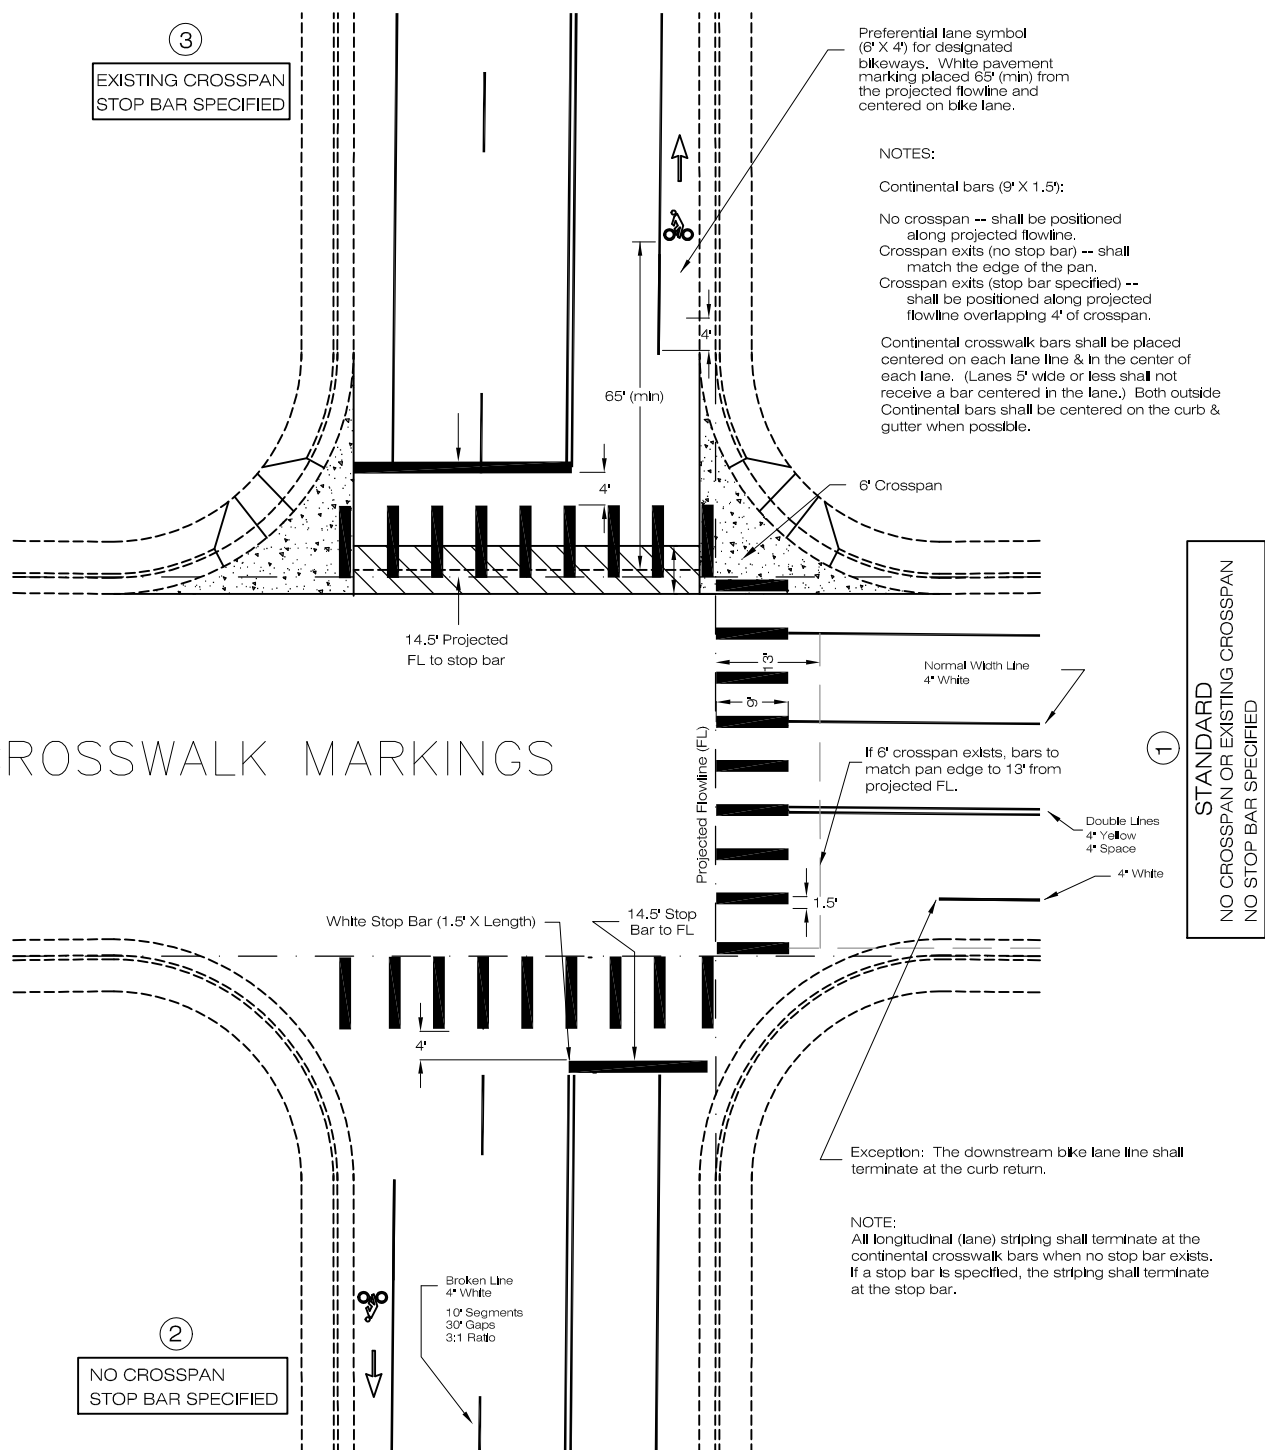 3
EXISTING CROSSPAN
STOP BAR SPECIFIED
Preferential lane symbol
(6' X 4') for designated
bikeways. White pavement
marking placed 65' (min) from
the projected flowline and
centered on bike lane.
NOTES:
Continental bars (9' X 1.5'):
No crosspan -- shall be positioned
along projected flowline.
Crosspan exits (no stop bar) -- shall
match the edge of the pan.
Crosspan exits (stop bar specified) --
shall be positioned along projected
flowline overlapping 4' of crosspan.
Continental crosswalk bars shall be placed
centered on each lane line & in the center of
each lane. (Lanes 5' wide or less shall not
receive a bar centered in the lane.) Both outside
Continental bars shall be centered on the curb &
gutter when possible.
4'
65' (min)
4'
6' Crosspan
14.5' Projected
FL to stop bar
13'
9'
Normal Width Line
4" White
ROSSWALK MARKINGS
Projected Flowline (FL)
If 6' crosspan exists, bars to
match pan edge to 13' from
projected FL.
Double Lines
4" Yellow
4" Space
4" White
1.5'
1
STANDARD
NO CROSSPAN OR EXISTING CROSSPAN
NO STOP BAR SPECIFIED
White Stop Bar (1.5' X Length)
14.5' Stop
Bar to FL
4'
Exception: The downstream bike lane line shall
terminate at the curb return.
NOTE:
All longitudinal (lane) striping shall terminate at the
continental crosswalk bars when no stop bar exists.
If a stop bar is specified, the striping shall terminate
at the stop bar.
Broken Line
4" White
10' Segments
30' Gaps
3:1 Ratio
2
NO CROSSPAN
STOP BAR SPECIFIED